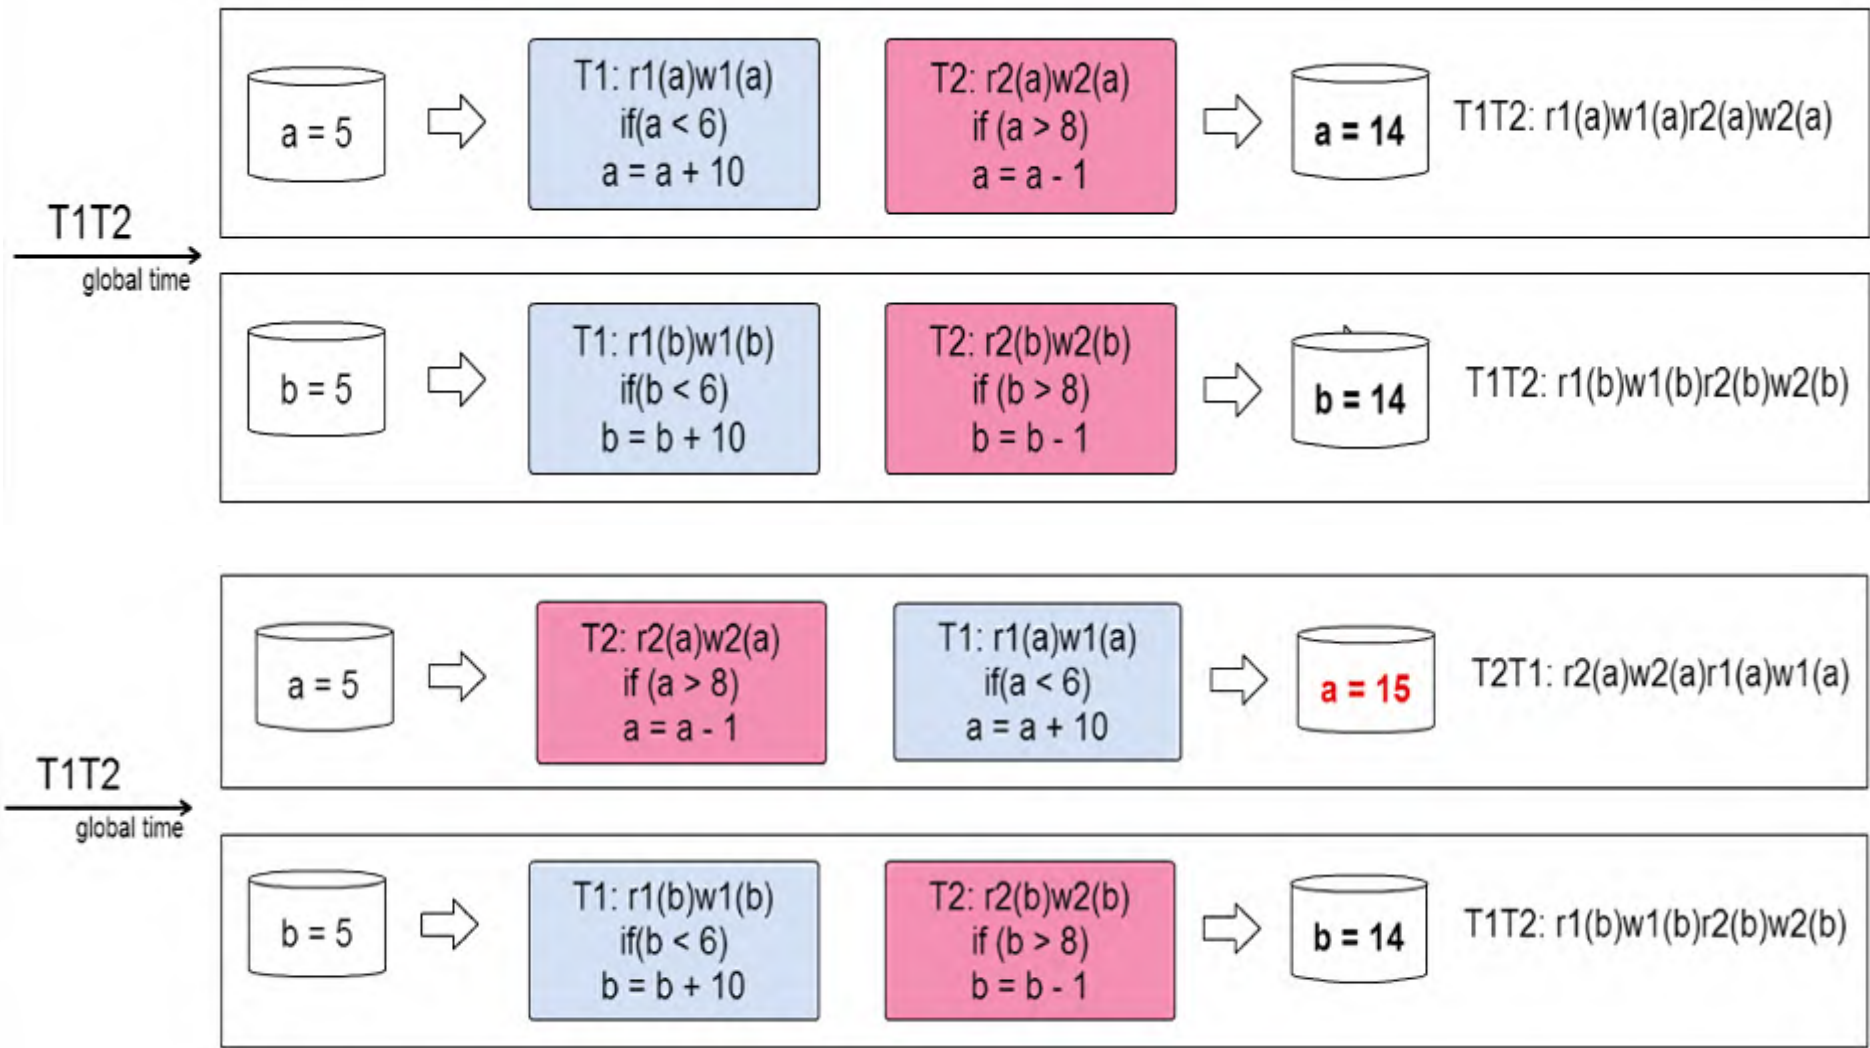 a = 5
T1: r1(a)w1(a)
if(a < 6)
a = a + 10
T2: r2(a)w2(a)
if (a > 8)
a = a - 1
a = 14
T1T2: r1(a)w1(a)r2(a)w2(a)
T1T2
global time
b = 5
T1: r1(b)w1(b)
if(b < 6)
b = b + 10
T2: r2(b)w2(b)
if (b > 8)
b = b - 1
b = 14
T1T2: r1(b)w1(b)r2(b)w2(b)
a = 5
T2: r2(a)w2(a)
if (a > 8)
a = a - 1
T1: r1(a)w1(a)
if(a < 6)
a = a + 10
a = 15
T2T1: r2(a)w2(a)r1(a)w1(a)
T1T2
global time
b = 5
T1: r1(b)w1(b)
if(b < 6)
b = b + 10
T2: r2(b)w2(b)
if (b > 8)
b = b - 1
b = 14
T1T2: r1(b)w1(b)r2(b)w2(b)